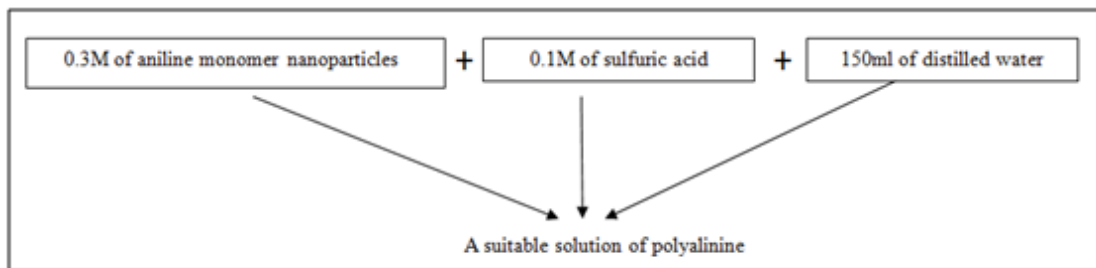 0.3M of aniline monomer nanoparticles + 0.1M of sulfuric acid + 150ml of distilled water
A suitable solution of polyalinine